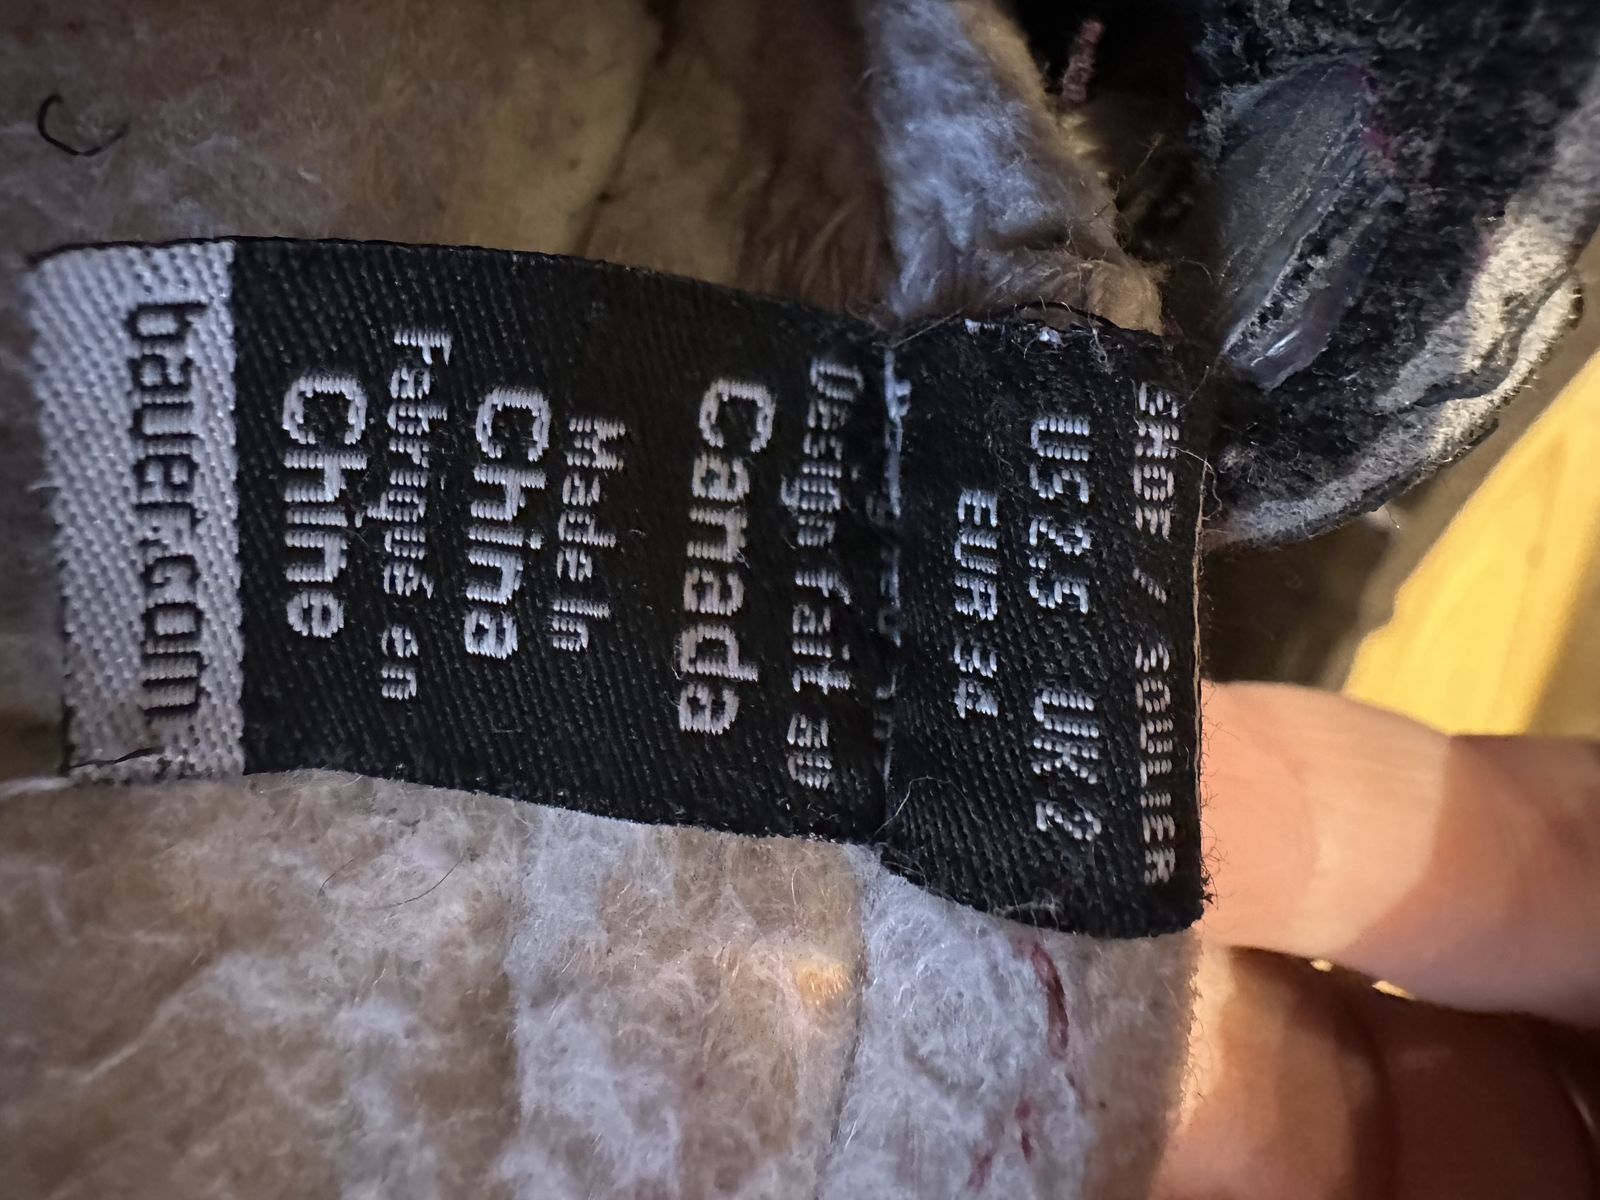 SHOE / SOULIER
US 2.5 UK 2
EUR 34
Design fait au
Canada
Made In
China
Fabriqué en
Chine
bauer.com